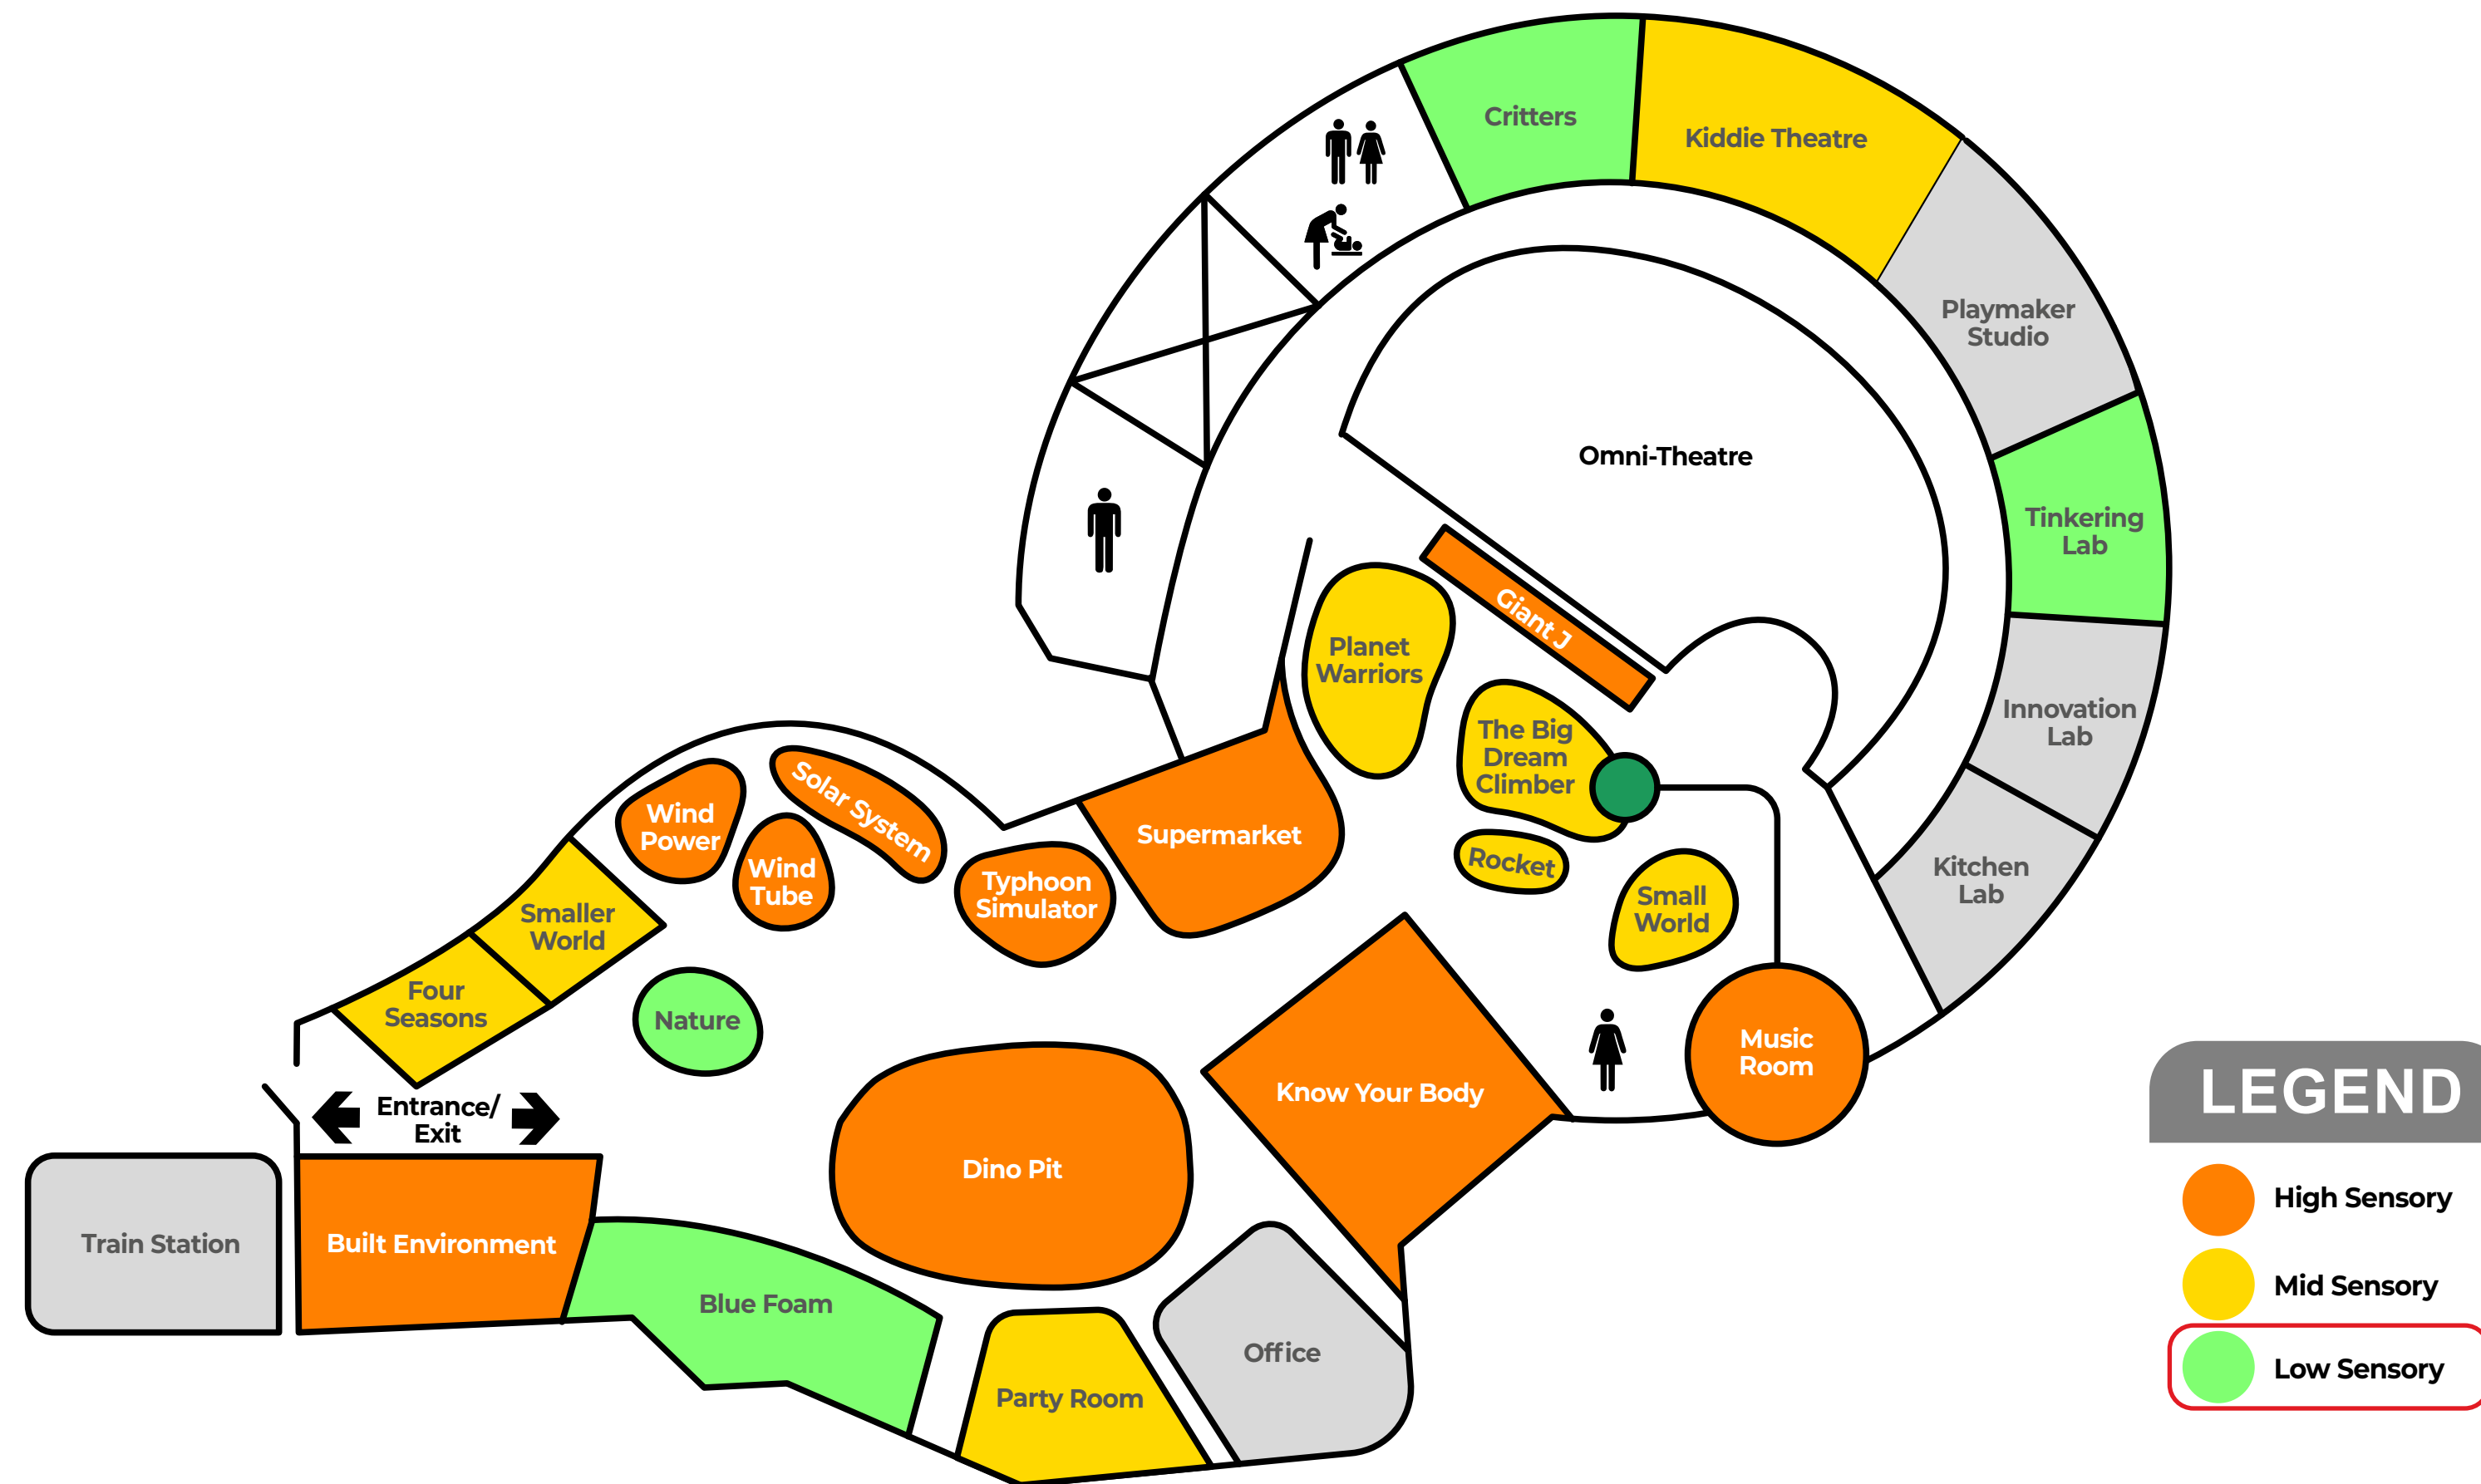 Critters
Kiddie Theatre
Playmaker
Studio
Omni-Theatre
Tinkering
Lab
Giant J
Planet
Warriors
Innovation
Lab
The Big
Dream
Climber
Solar System
Wind
Power
Supermarket
Wind
Tube
Typhoon
Simulator
Rocket
Kitchen
Lab
Small
World
Smaller
World
Four
Seasons
Nature
Music
Room
Know Your Body
Entrance/
Exit
Dino Pit
Train Station
Built Environment
Blue Foam
Office
Party Room
LEGEND
High Sensory
Mid Sensory
Low Sensory